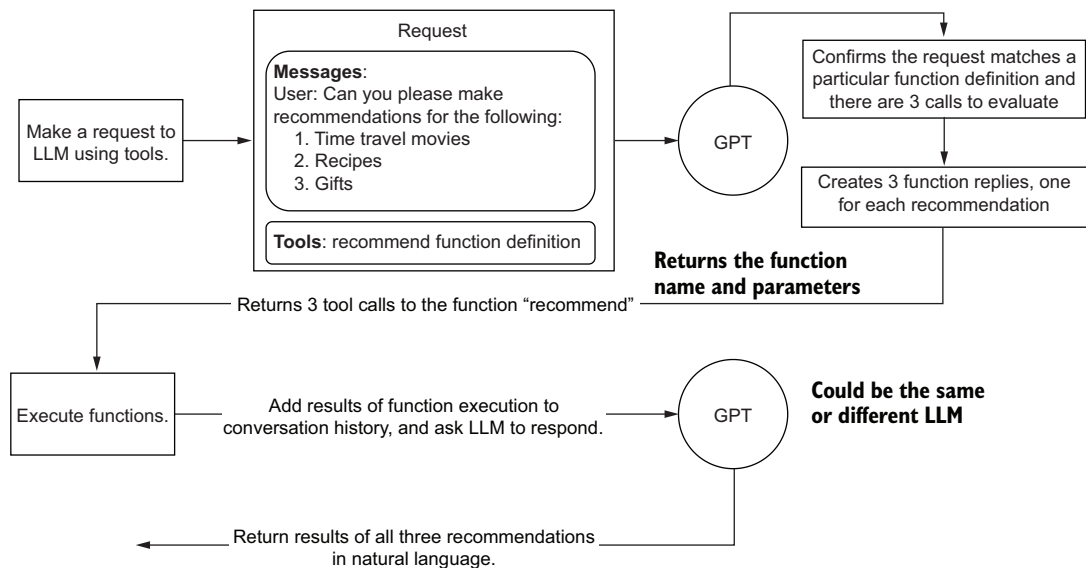 Request
Messages:
User: Can you please make
recommendations for the following:
1. Time travel movies
2. Recipes
3. Gifts
Tools: recommend function definition
Make a request to
LLM using tools.
GPT
Confirms the request matches a
particular function definition and
there are 3 calls to evaluate
Creates 3 function replies, one
for each recommendation
Returns the function
name and parameters
Returns 3 tool calls to the function “recommend”
Execute functions.
Add results of function execution to
conversation history, and ask LLM to respond.
GPT
Could be the same
or different LLM
Return results of all three recommendations
in natural language.